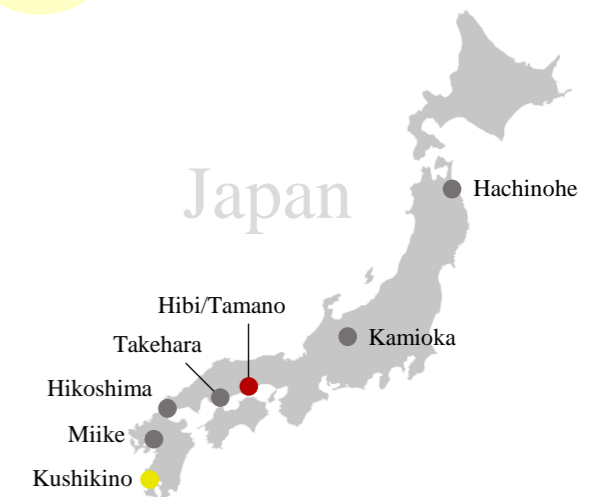 Japan
Hachinohe
Hibi/Tamano
Kamioka
Takehara
Hikoshima
Miike
Kushikino